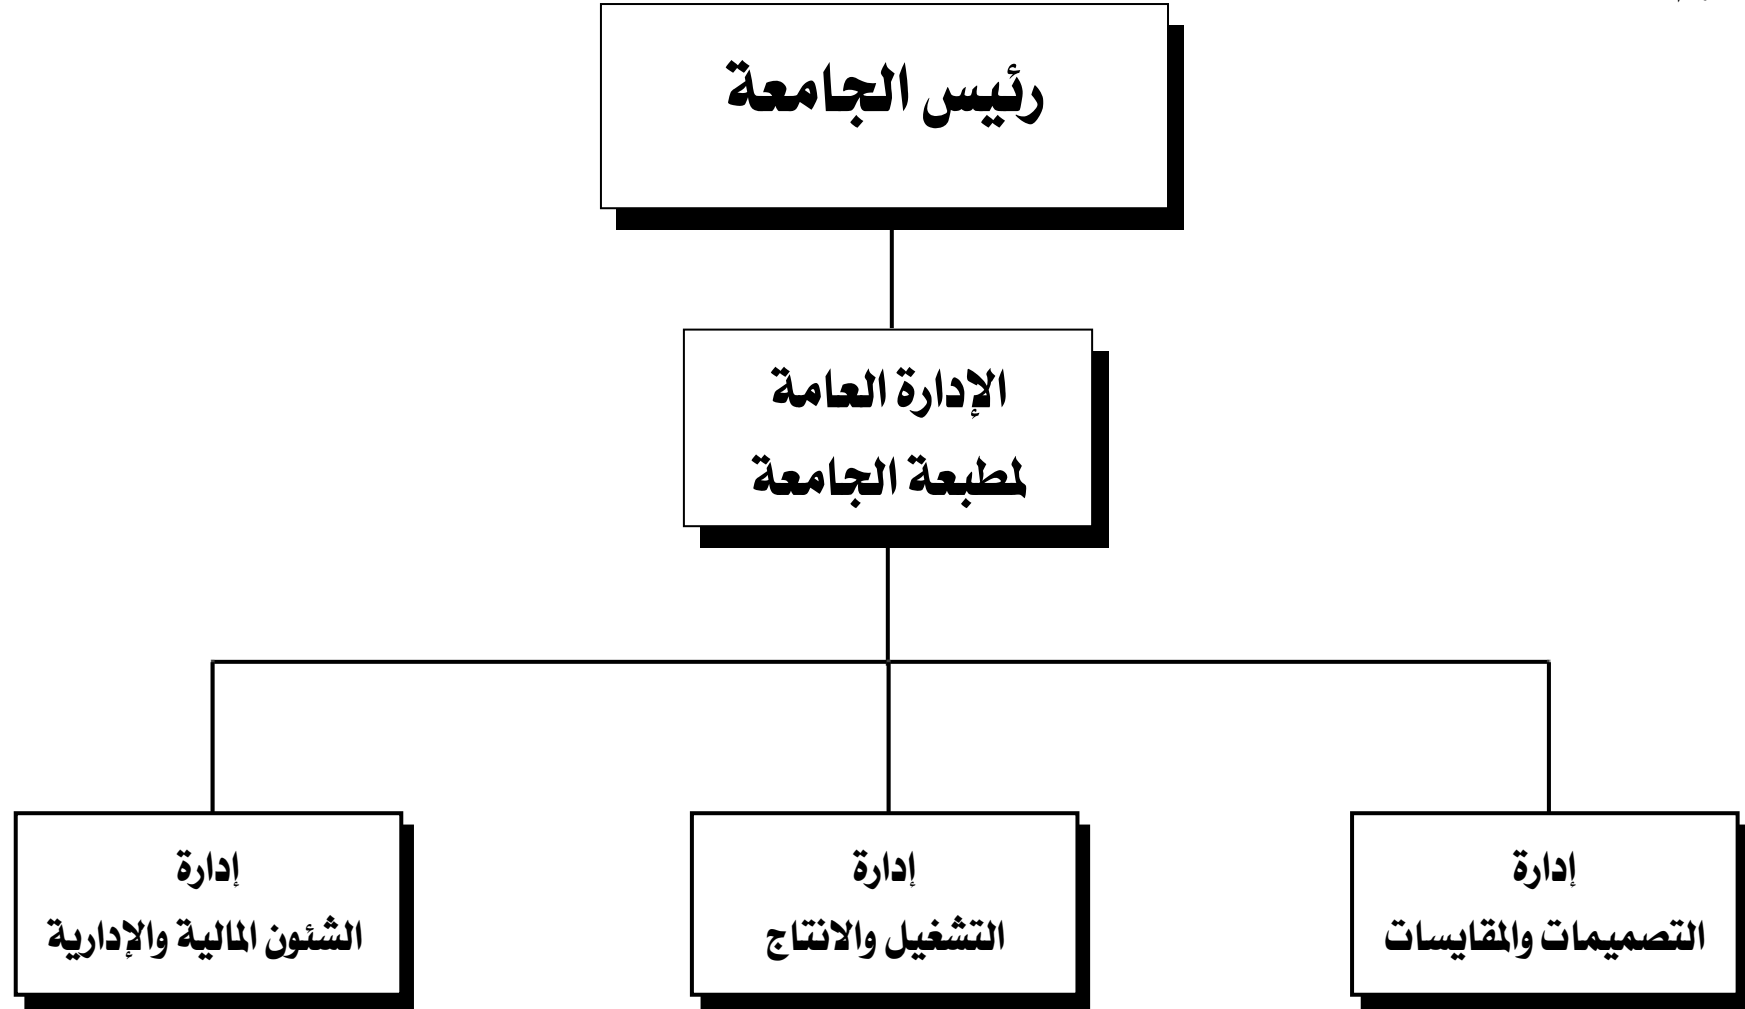 رئيس الجامعة
الإدارة العامة
لمطبعة الجامعة
إدارة
التصميمات والمقايسات
إدارة
التشغيل والانتاج
إدارة
الشئون المالية والإدارية